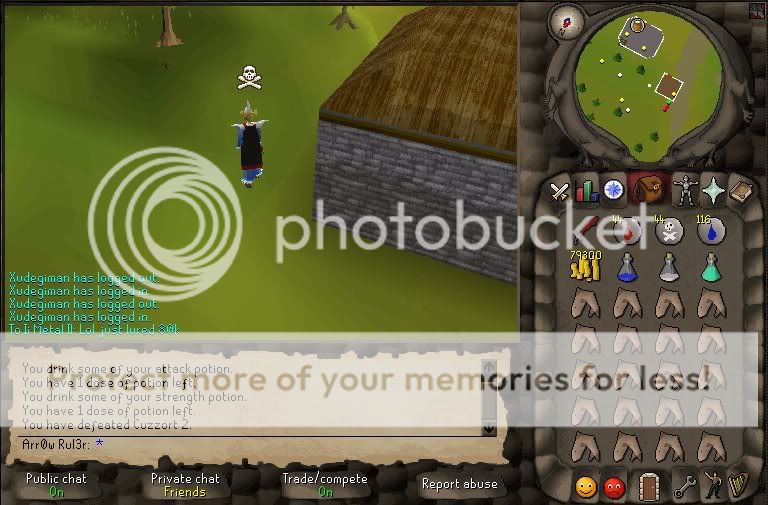 44
44
116
79300
photobucket
Xudegiman has logged out.
Xudegiman has logged in.
Xudegiman has logged out.
Xudegiman has logged in.
To Ii Metal Il: Lol just lured 80k
Protect more of your memories for less!
You drink some of your attack potion.
You have 1 dose of potion left.
You drink some of your strength potion.
You have 1 dose of potion left.
You have defeated Cuzzort 2.
Arr0w Rul3r: *
Public chat
On
Private chat
Friends
Trade/compete
On
Report abuse